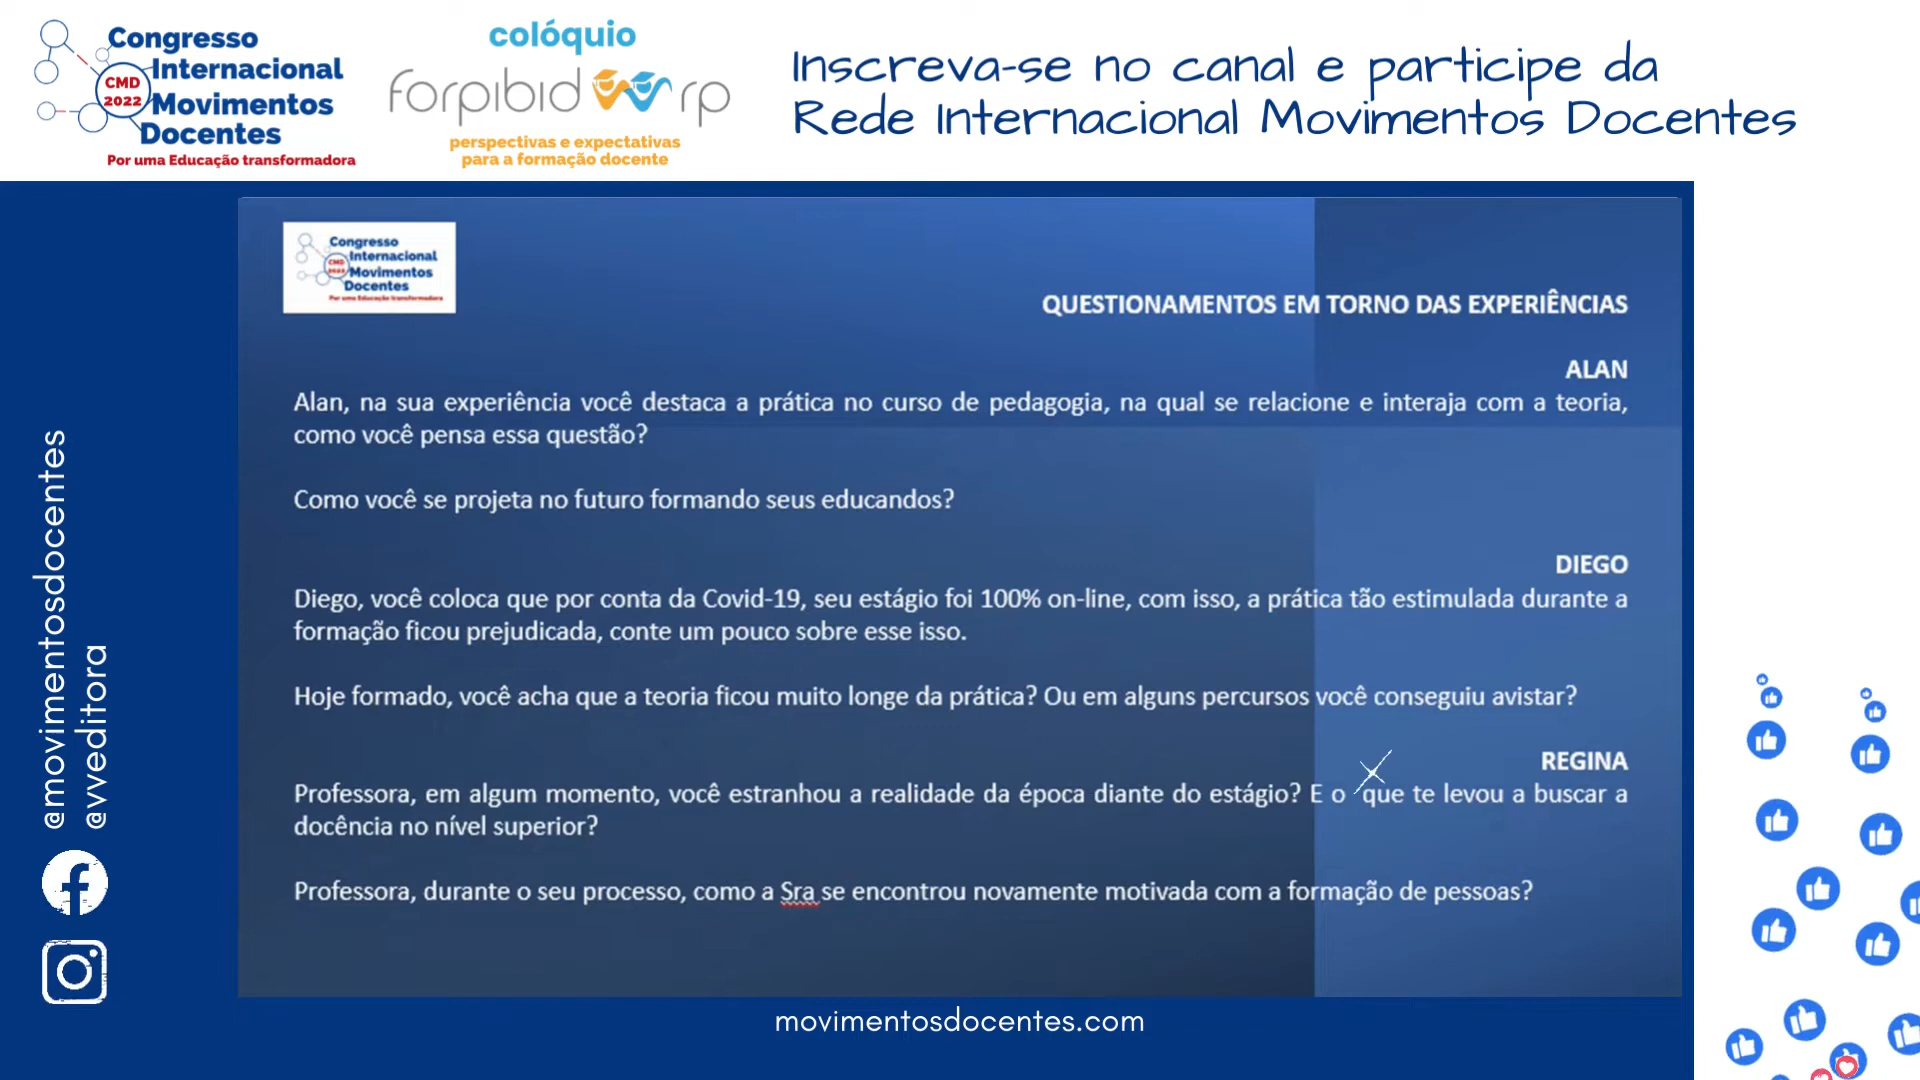 Congresso
Internacional
Movimentos
Docentes
CMD
2022
Por uma Educação transformadora
colóquio
forpibid rp
perspectivas e expectativas
para a formação docente
Inscreva-se no canal e participe da
Rede Internacional Movimentos Docentes
@movimentosdocentes
@vveditora
Congresso
Internacional
Movimentos
Docentes
CMD
2022
Por uma Educação transformadora
QUESTIONAMENTOS EM TORNO DAS EXPERIÊNCIAS
ALAN
Alan, na sua experiência você destaca a prática no curso de pedagogia, na qual se relacione e interaja com a teoria,
como você pensa essa questão?
Como você se projeta no futuro formando seus educandos?
DIEGO
Diego, você coloca que por conta da Covid-19, seu estágio foi 100% on-line, com isso, a prática tão estimulada durante a
formação ficou prejudicada, conte um pouco sobre esse isso.
Hoje formado, você acha que a teoria ficou muito longe da prática? Ou em alguns percursos você conseguiu avistar?
REGINA
Professora, em algum momento, você estranhou a realidade da época diante do estágio? E o que te levou a buscar a
docência no nível superior?
Professora, durante o seu processo, como a Sra se encontrou novamente motivada com a formação de pessoas?
movimentosdocentes.com